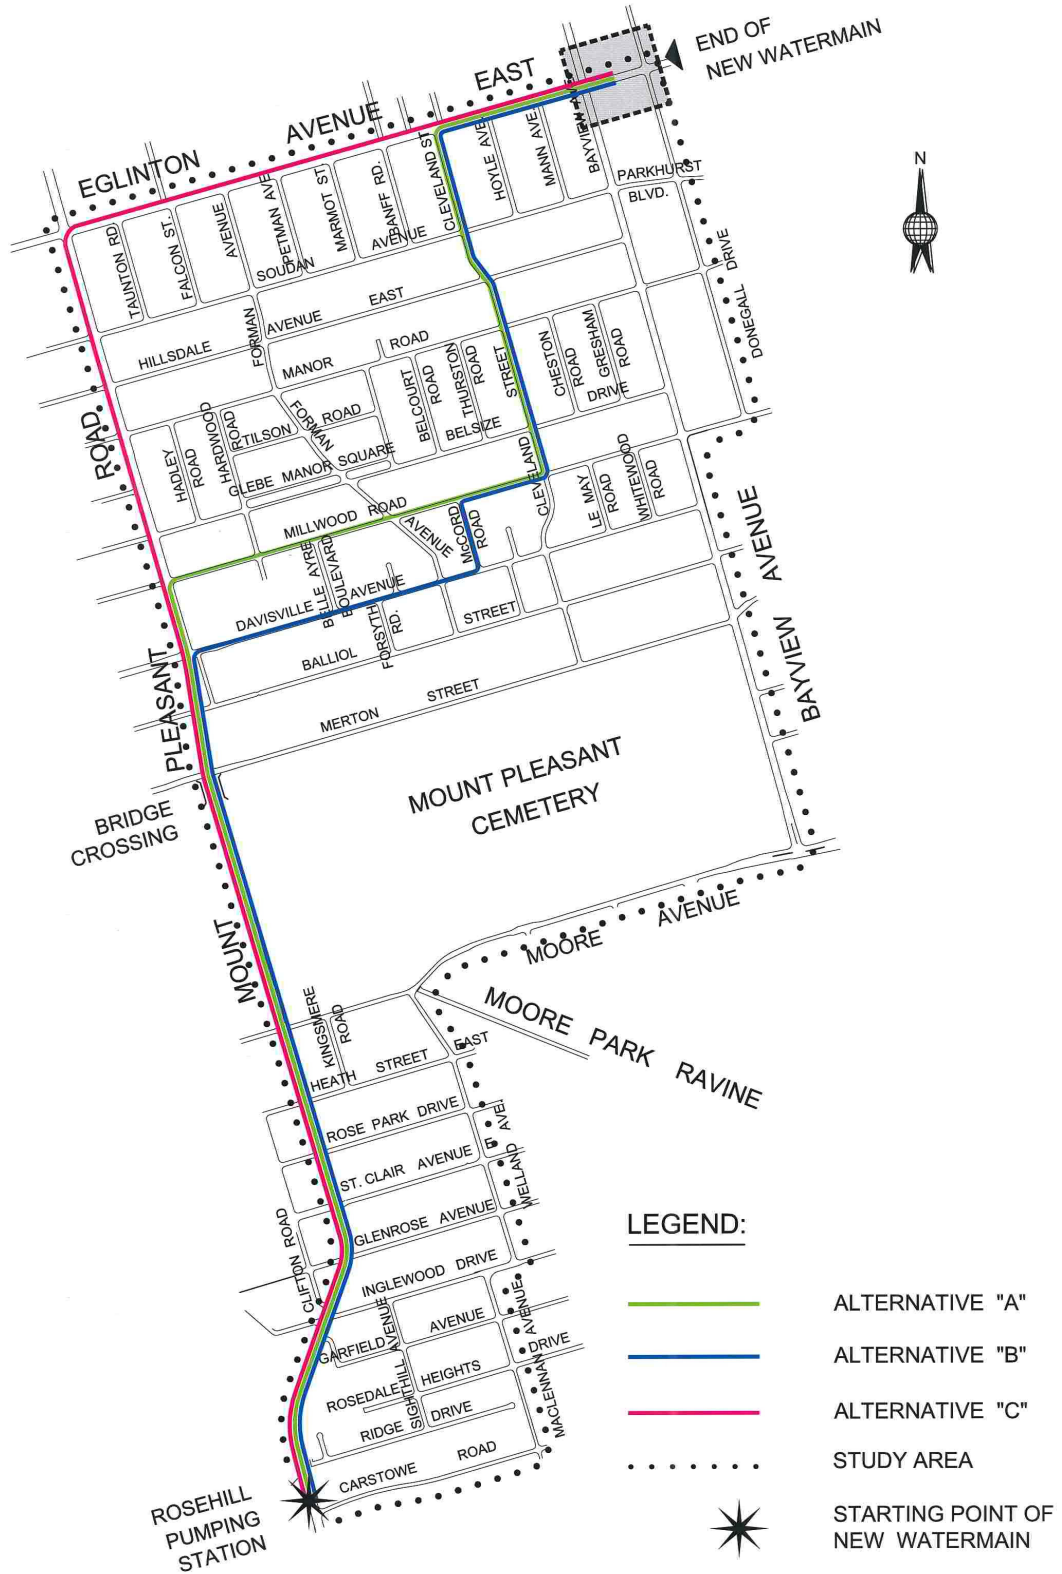 END OF
NEW WATERMAIN
EAST
AVENUE
EGLINTON
BAYVIEW AVE.
MANN AVE.
HOYLE AVE.
CLEVELAND ST.
BANFF RD.
MARMOT ST.
PETMAN AVE.
AVENUE
FALCON ST.
TAUNTON RD
PARKHURST
BLVD.
N
SOUDAN
AVENUE
HILLSDALE
AVENUE
EAST
FORMAN
MANOR
ROAD
DONEGALL DRIVE
BELCOURT
ROAD
THURSTON
ROAD
STREET
CHESTON
ROAD
GRESHAM
ROAD
DRIVE
BELSIZE
HADLEY
ROAD
HARDWOOD
ROAD
TILSON
ROAD
FORMAN
GLEBE MANOR SQUARE
ROAD
CLEVELAND
LE MAY
ROAD
WHITEWOOD
ROAD
MILLWOOD ROAD
AVENUE
McCORD
ROAD
BELLE AYRE
BOULEVARD
DAVISVILLE
AVENUE
FORSYTH
RD.
STREET
BALLIOL
MERTON
STREET
PLEASANT
AVENUE
BAYVIEW
BRIDGE
CROSSING
MOUNT PLEASANT
CEMETERY
MOUNT
MOORE
AVENUE
MOORE PARK RAVINE
KINGSMERE
ROAD
HEATH STREET EAST
ROSE PARK DRIVE
ST. CLAIR AVENUE E.
WELLAND AVE.
GLENROSE AVENUE
CLIFTON ROAD
INGLEWOOD DRIVE
GARFIELD
AVENUE
SIGHTHILL AVENUE
ROSEDALE
HEIGHTS
DRIVE
MACLENNAN AVENUE
RIDGE
DRIVE
CARSTOWE
ROAD
ROSEHILL
PUMPING
STATION
LEGEND:
ALTERNATIVE "A"
ALTERNATIVE "B"
ALTERNATIVE "C"
STUDY AREA
STARTING POINT OF
NEW WATERMAIN